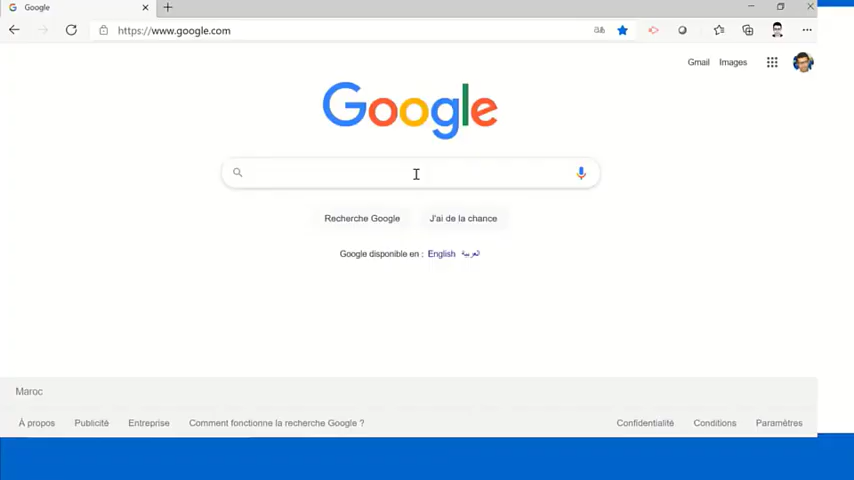 Google
https://www.google.com
Gmail Images
Google
Recherche Google J'ai de la chance
Google disponible en : English العربية
Maroc
À propos Publicité Entreprise Comment fonctionne la recherche Google ? Confidentialité Conditions Paramètres